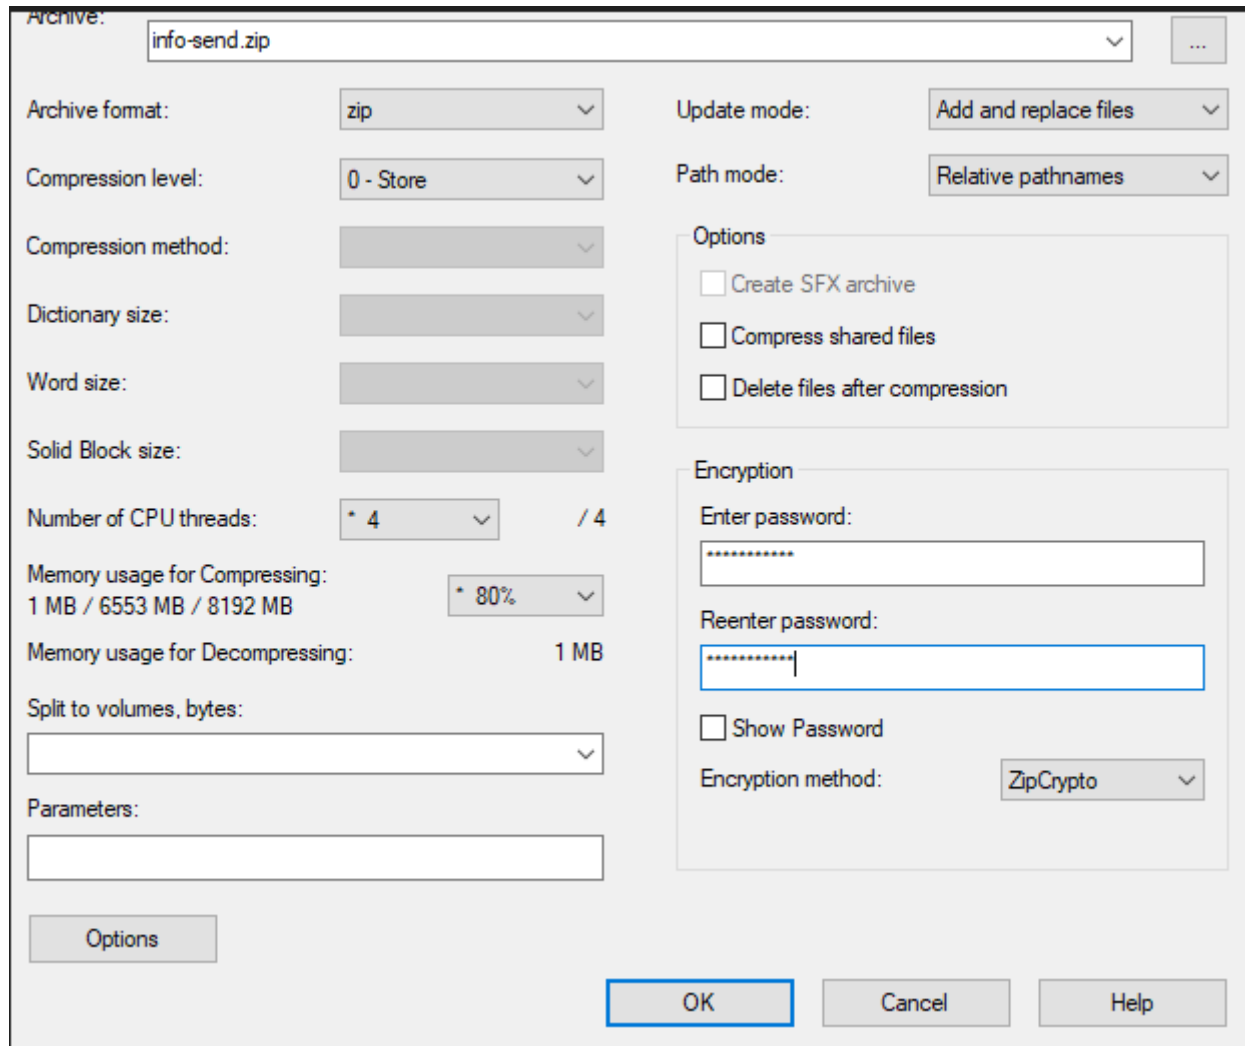 Archive:
info-send.zip
...
Archive format:
zip
Compression level:
0 - Store
Compression method:
Dictionary size:
Word size:
Solid Block size:
Number of CPU threads:
* 4
/ 4
Memory usage for Compressing:
1 MB / 6553 MB / 8192 MB
* 80%
Memory usage for Decompressing:
1 MB
Split to volumes, bytes:
Parameters:
Options
Update mode:
Add and replace files
Path mode:
Relative pathnames
Options
Create SFX archive
Compress shared files
Delete files after compression
Encryption
Enter password:
***********
Reenter password:
***********
Show Password
Encryption method:
ZipCrypto
OK
Cancel
Help